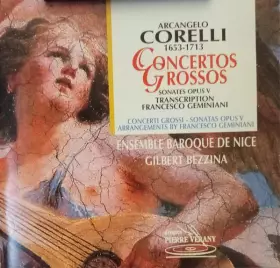 ARCANGELO
CORELLI
1653-1713
CONCERTOS
GROSSOS
SONATES OPUS V
TRANSCRIPTION
FRANCESCO GEMINIANI
CONCERTI GROSSI - SONATAS OPUS V
ARRANGEMENTS BY FRANCESCO GEMINIANI
ENSEMBLE BAROQUE DE NICE
GILBERT BEZZINA
PIERRE VERANY